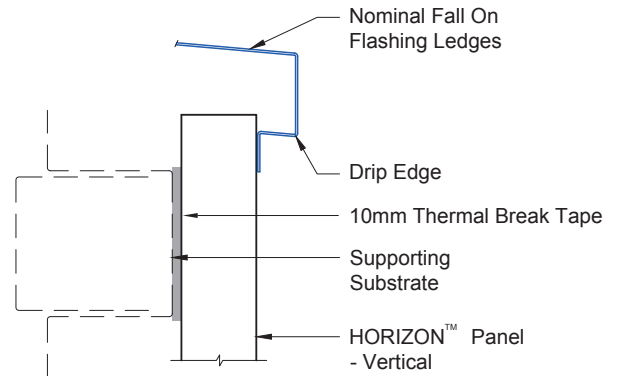 Nominal Fall On
Flashing Ledges
Drip Edge
10mm Thermal Break Tape
Supporting
Substrate
HORIZON™ Panel
- Vertical